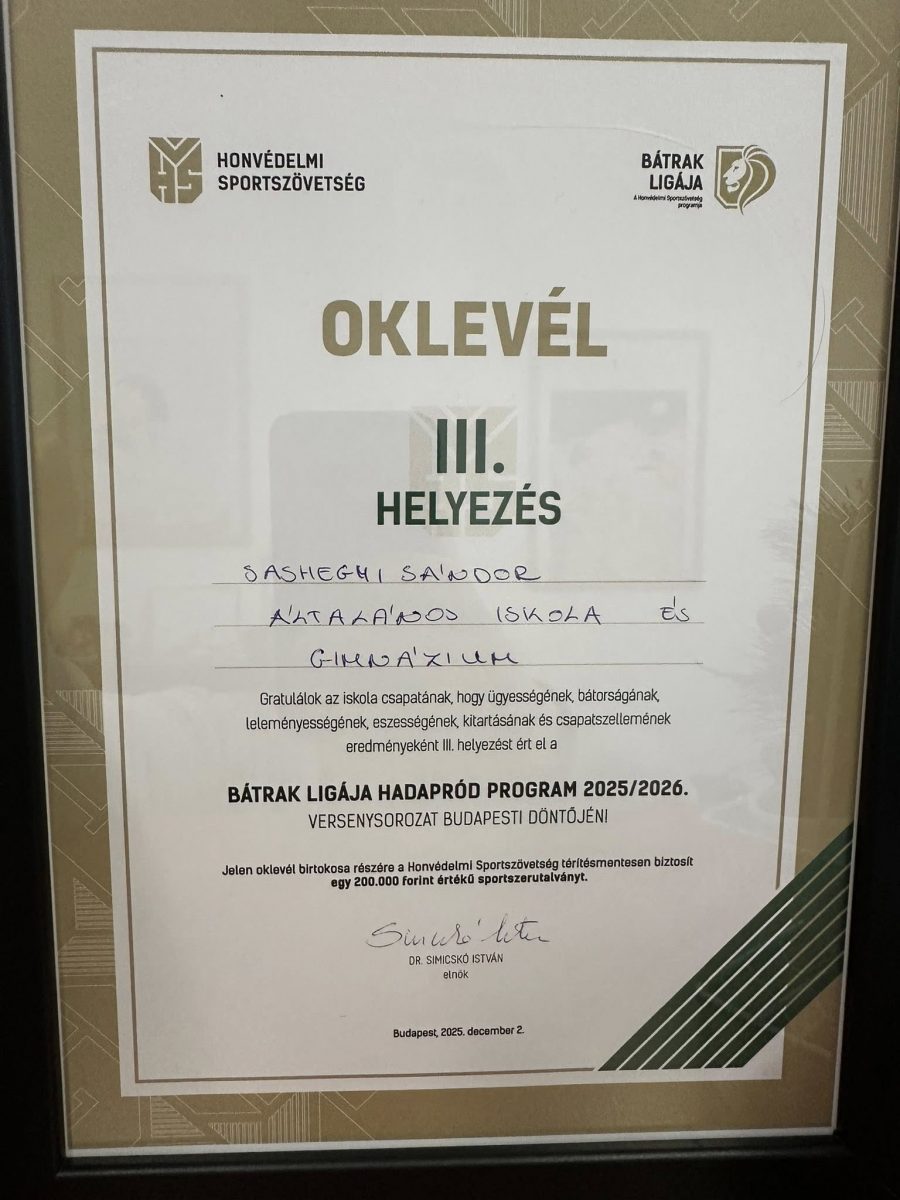 HONVÉDELMI
SPORTSZÖVETSÉG
BÁTRAK
LIGÁJA
A Honvédelmi Sportszövetség
programja
OKLEVÉL
III.
HELYEZÉS
SASHEGYI SÁNDOR
ÁLTALÁNOS ISKOLA ÉS
GIMNÁZIUM
Gratulálok az iskola csapatának, hogy ügyességének, bátorságának,
leleményességének, eszességének, kitartásának és csapatszellemének
eredményeként III. helyezést ért el a
BÁTRAK LIGÁJA HADAPRÓD PROGRAM 2025/2026.
VERSENYSOROZAT BUDAPESTI DÖNTŐJÉNI
Jelen oklevél birtokosa részére a Honvédelmi Sportszövetség térítésmentesen biztosít
egy 200.000 forint értékű sportszerutalványt.
DR. SIMICSKÓ ISTVÁN
elnök
Budapest, 2025. december 2.